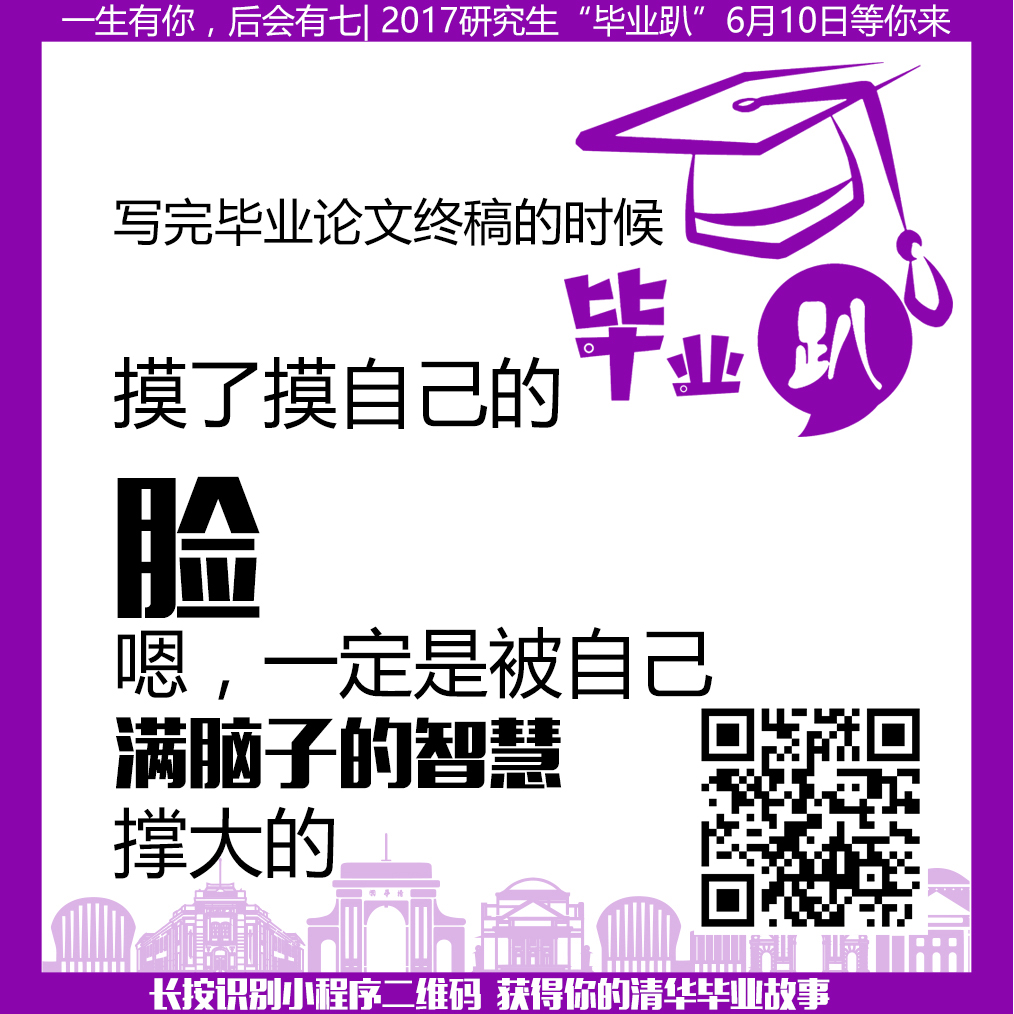 一生有你，后会有七| 2017研究生“毕业趴”6月10日等你来
写完毕业论文终稿的时候
毕业趴
摸了摸自己的
脸
嗯，一定是被自己
满脑子的智慧
撑大的
清华园
长按识别小程序二维码 获得你的清华毕业故事